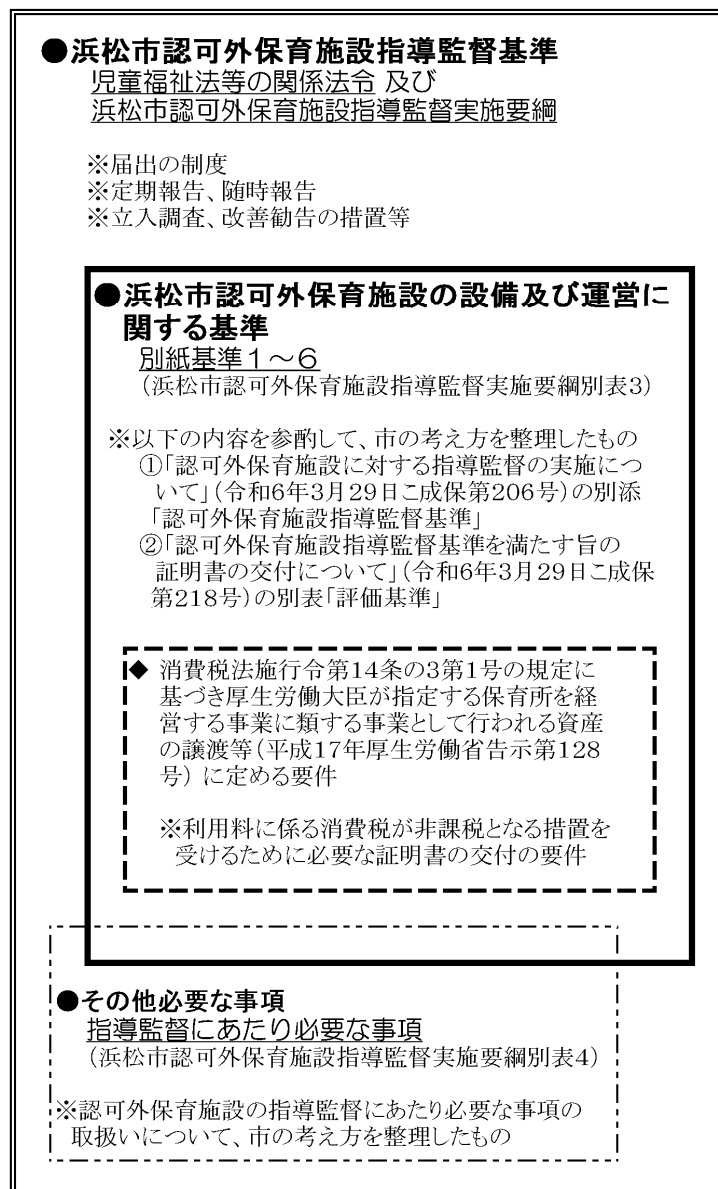 ●浜松市認可外保育施設指導監督基準
児童福祉法等の関係法令 及び
浜松市認可外保育施設指導監督実施要綱
※届出の制度
※定期報告、随時報告
※立入調査、改善勧告の措置等
●浜松市認可外保育施設の設備及び運営に
関する基準
別紙基準1～6
(浜松市認可外保育施設指導監督実施要綱別表3)
※以下の内容を参酌して、市の考え方を整理したもの
①「認可外保育施設に対する指導監督の実施につ
いて」(令和6年3月29日こ成保第206号)の別添
「認可外保育施設指導監督基準」
②「認可外保育施設指導監督基準を満たす旨の
証明書の交付について」(令和6年3月29日こ成保
第218号)の別表「評価基準」
◆ 消費税法施行令第14条の3第1号の規定に
基づき厚生労働大臣が指定する保育所を経
営する事業に類する事業として行われる資産
の譲渡等(平成17年厚生労働省告示第128
号) に定める要件
※利用料に係る消費税が非課税となる措置を
受けるために必要な証明書の交付の要件
●その他必要な事項
指導監督にあたり必要な事項
(浜松市認可外保育施設指導監督実施要綱別表4)
※認可外保育施設の指導監督にあたり必要な事項の
取扱いについて、市の考え方を整理したもの